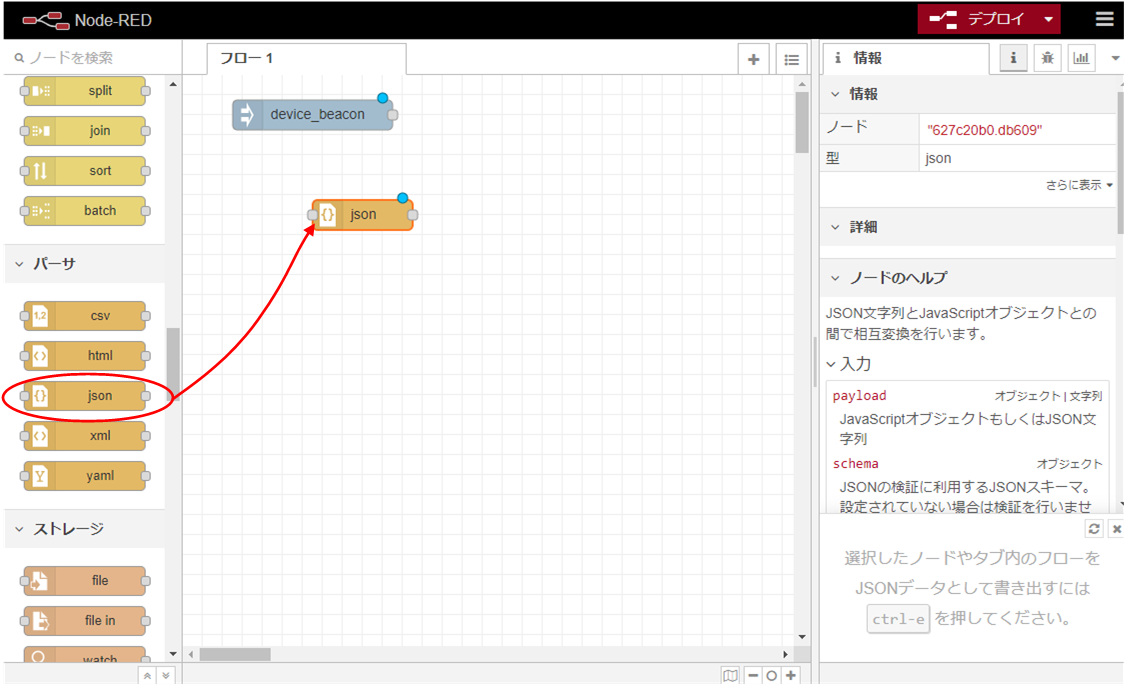 Node-RED
デプロイ
ノードを検索
フロー 1
情報
split
join
sort
batch
パーサ
csv
html
json
xml
yaml
ストレージ
file
file in
watch
device_beacon
json
情報
ノード
"627c20b0.db609"
型
json
さらに表示
詳細
ノードのヘルプ
JSON文字列とJavaScriptオブジェクトとの
間で相互変換を行います。
入力
payload
オブジェクト | 文字列
JavaScriptオブジェクトもしくはJSON文
字列
schema
オブジェクト
JSONの検証に利用するJSONスキーマ。
設定されていない場合は検証を行いませ
選択したノードやタブ内のフローを
JSONデータとして書き出すには
ctrl-e を押してください。